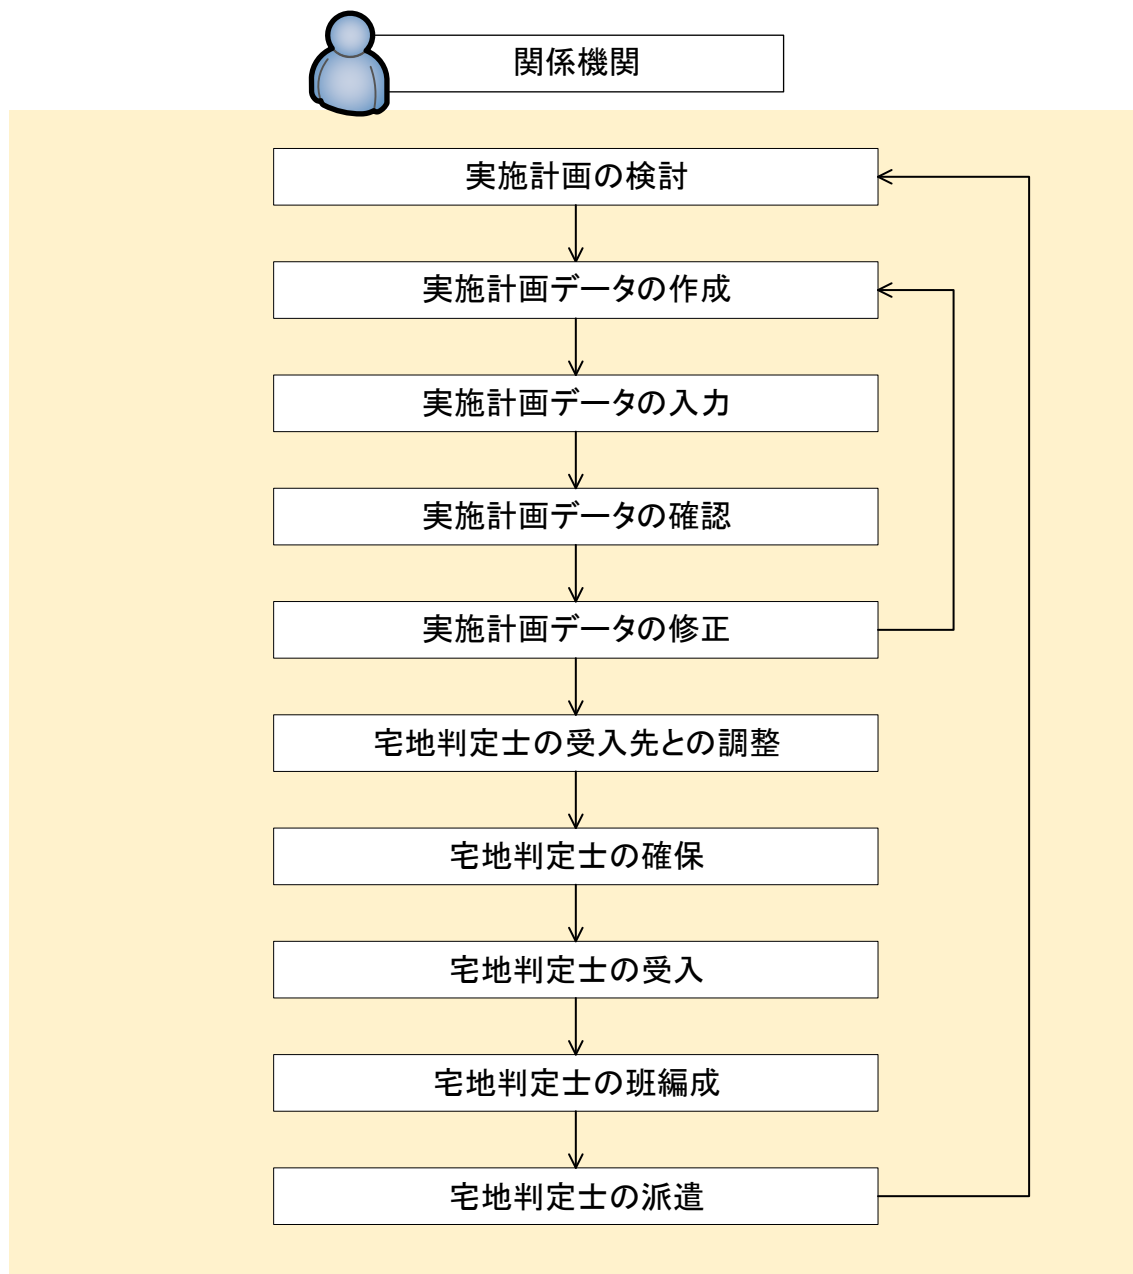 関係機関
実施計画の検討
実施計画データの作成
実施計画データの入力
実施計画データの確認
実施計画データの修正
宅地判定士の受入先との調整
宅地判定士の確保
宅地判定士の受入
宅地判定士の班編成
宅地判定士の派遣